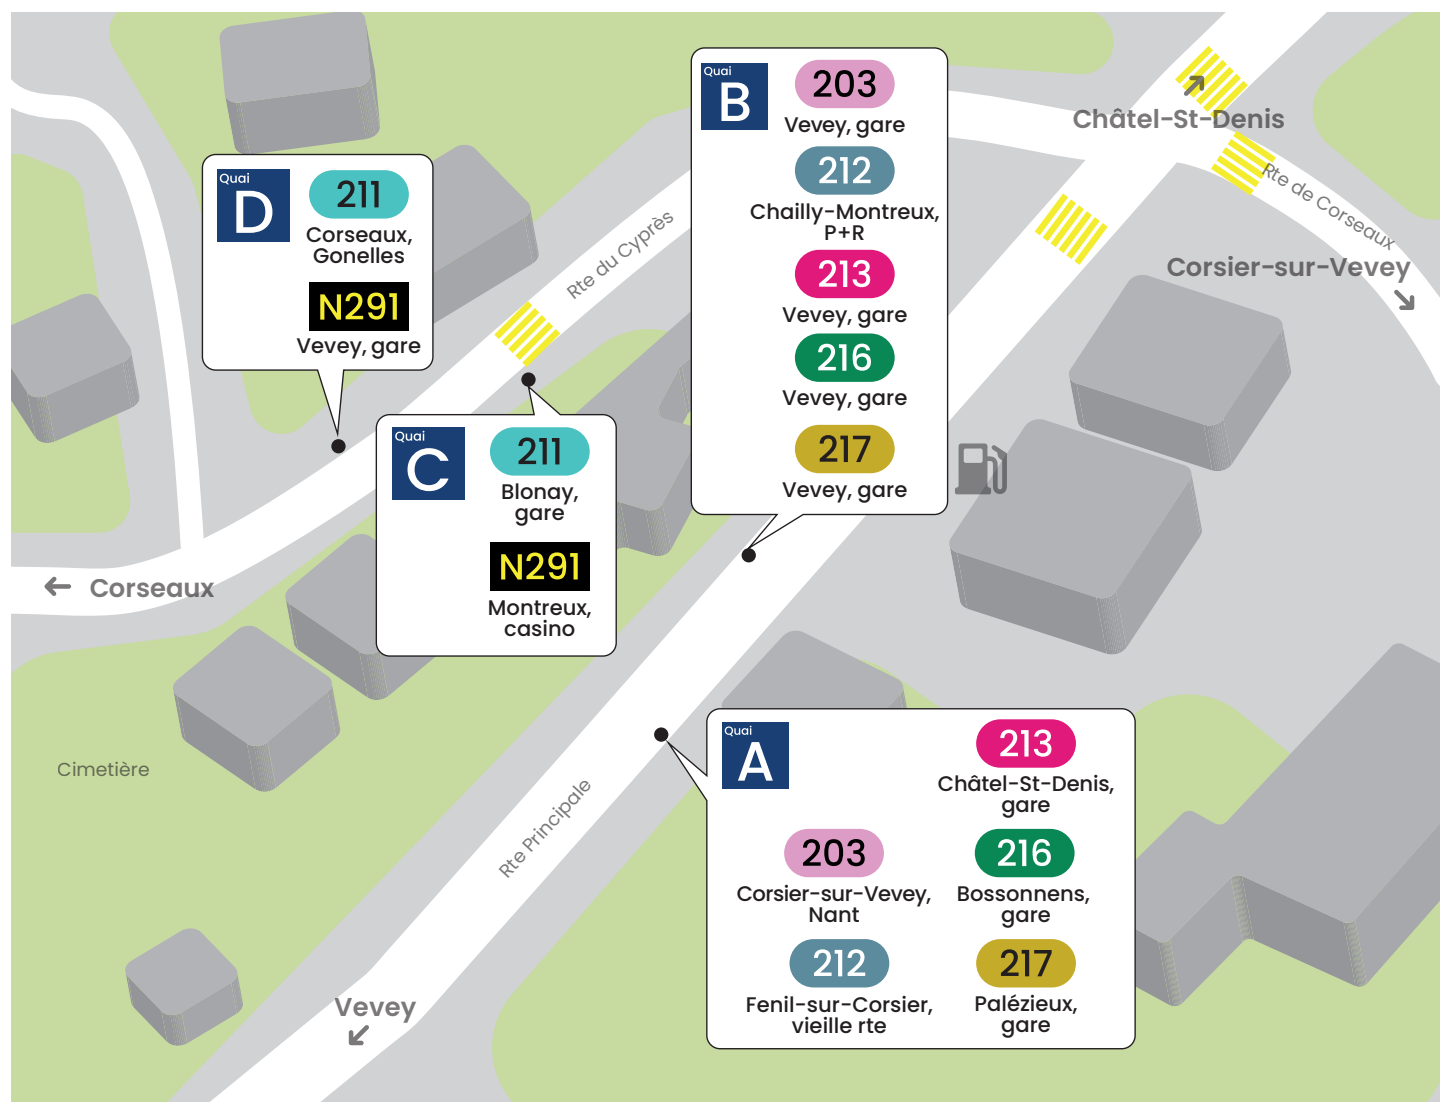 Quai
B
203
Vevey, gare
212
Chailly-Montreux,
P+R
213
Vevey, gare
216
Vevey, gare
217
Vevey, gare
Châtel-St-Denis
Rte de Corseaux
Corsier-sur-Vevey
Quai
D
211
Corseaux,
Gonelles
N291
Vevey, gare
Rte du Cyprès
Quai
C
211
Blonay,
gare
N291
Montreux,
casino
Corseaux
Cimetière
Rte Principale
Quai
A
213
Châtel-St-Denis,
gare
203
Corsier-sur-Vevey,
Nant
216
Bossonnens,
gare
212
Fenil-sur-Corsier,
vieille rte
217
Palézieux,
gare
Vevey